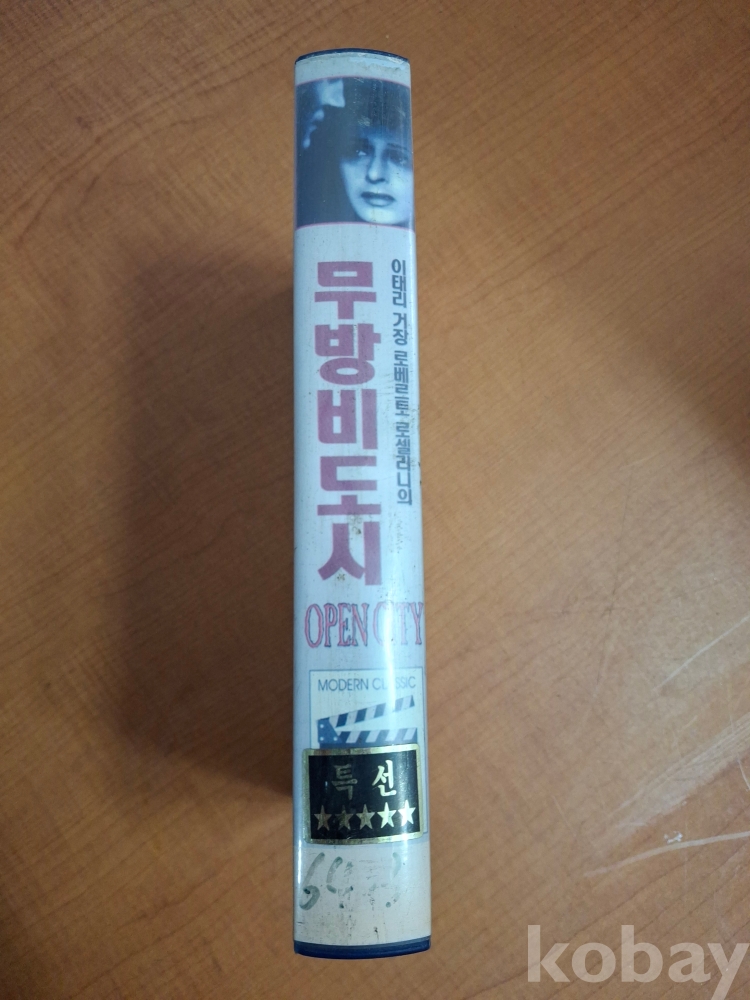 이태리 거장 로베르토 로셀리니의
무방비도시
OPEN CITY
MODERN CLASSIC
특선
kobay